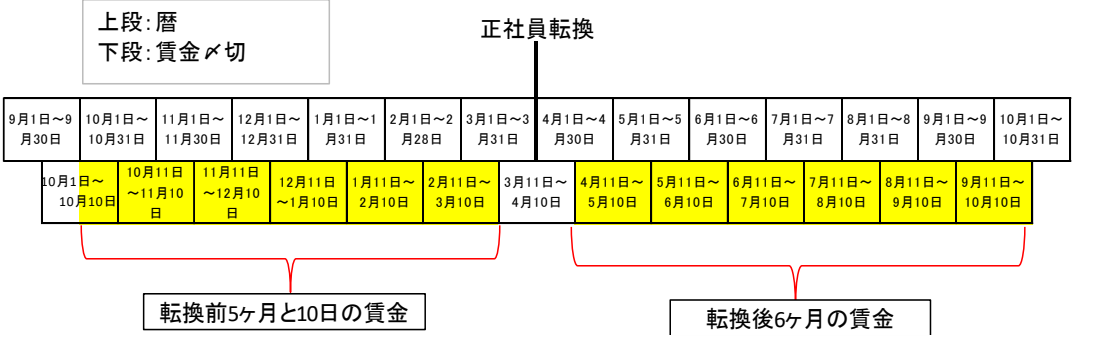 上段:暦
下段:賃金〆切
正社員転換
9月1日～9
月30日
10月1日～
10月31日
11月1日～
11月30日
12月1日～
12月31日
1月1日～1
月31日
2月1日～2
月28日
3月1日～3
月31日
4月1日～4
月30日
5月1日～5
月31日
6月1日～6
月30日
7月1日～7
月31日
8月1日～8
月31日
9月1日～9
月30日
10月1日～
10月31日
10月1日～
10月10日
10月11日
～11月10
日
11月11日
～12月10
日
12月11日
～1月10日
1月11日～
2月10日
2月11日～
3月10日
3月11日～
4月10日
4月11日～
5月10日
5月11日～
6月10日
6月11日～
7月10日
7月11日～
8月10日
8月11日～
9月10日
9月11日～
10月10日
転換前5ヶ月と10日の賃金
転換後6ヶ月の賃金